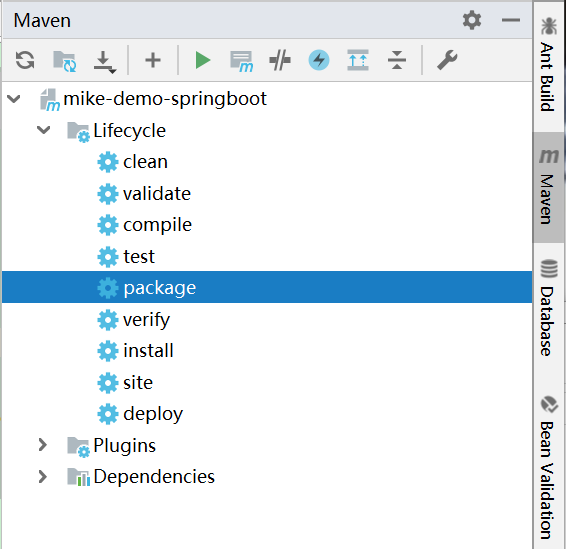 Maven
mike-demo-springboot
Lifecycle
clean
validate
compile
test
package
verify
install
site
deploy
Plugins
Dependencies
Ant Build
Maven
Database
Bean Validation